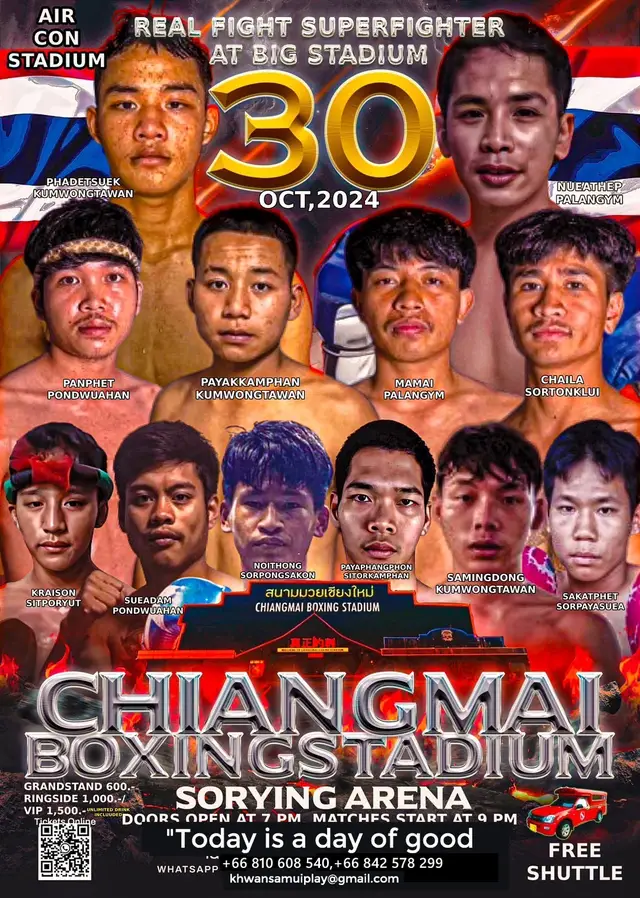 AIR
CON
STADIUM
REAL FIGHT SUPERFIGHTER
AT BIG STADIUM
30
OCT,2024
PHADETSUEK
KUMWONGTAWAN
NUEATHEP
PALANGYM
PANPHET
PONDWUAHAN
PAYAKKAMPHAN
KUMWONGTAWAN
MAMAI
PALANGYM
CHAILA
SORTONKLUI
KRAISON
SITPORYUT
SUEADAM
PONDWUAHAN
NOITHONG
SORPONGSAKON
PAYAPHANGPHON
SITORKAMPHAN
SAMINGDONG
KUMWONGTAWAN
SAKATPHET
SORPAYASUEA
สนามมวยเชียงใหม่
CHIANGMAI BOXING STADIUM
CHIANGMAI
BOXINGSTADIUM
GRANDSTAND 600.-
RINGSIDE 1,000.-/
VIP 1,500.- UNLIMITED DRINK
INCLUDED
Tickets Online
SORYING ARENA
DOORS OPEN AT 7 PM, MATCHES START AT 9 PM
"Today is a day of good
WHATSAPP +66 810 608 540,+66 842 578 299
khwansamuiplay@gmail.com
FREE
SHUTTLE